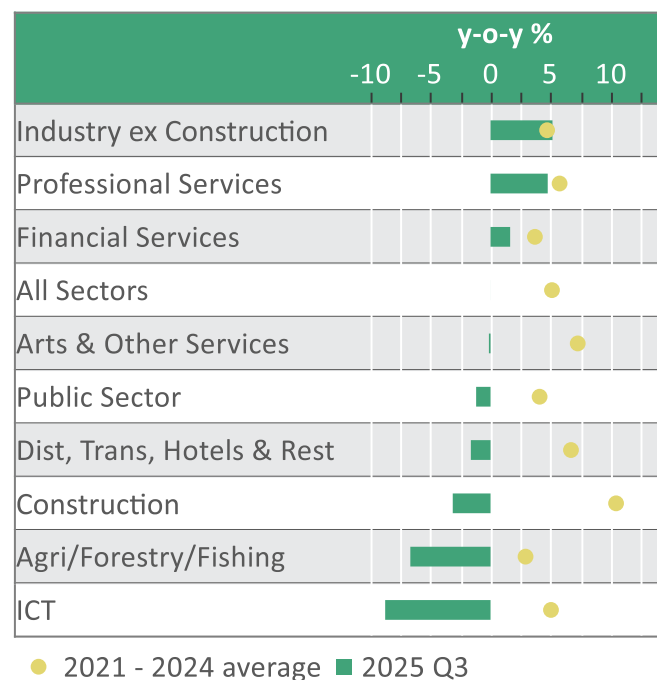 y-o-y %
-10 -5 0 5 10
Industry ex Construction
Professional Services
Financial Services
All Sectors
Arts & Other Services
Public Sector
Dist, Trans, Hotels & Rest
Construction
Agri/Forestry/Fishing
ICT
2021 - 2024 average 2025 Q3